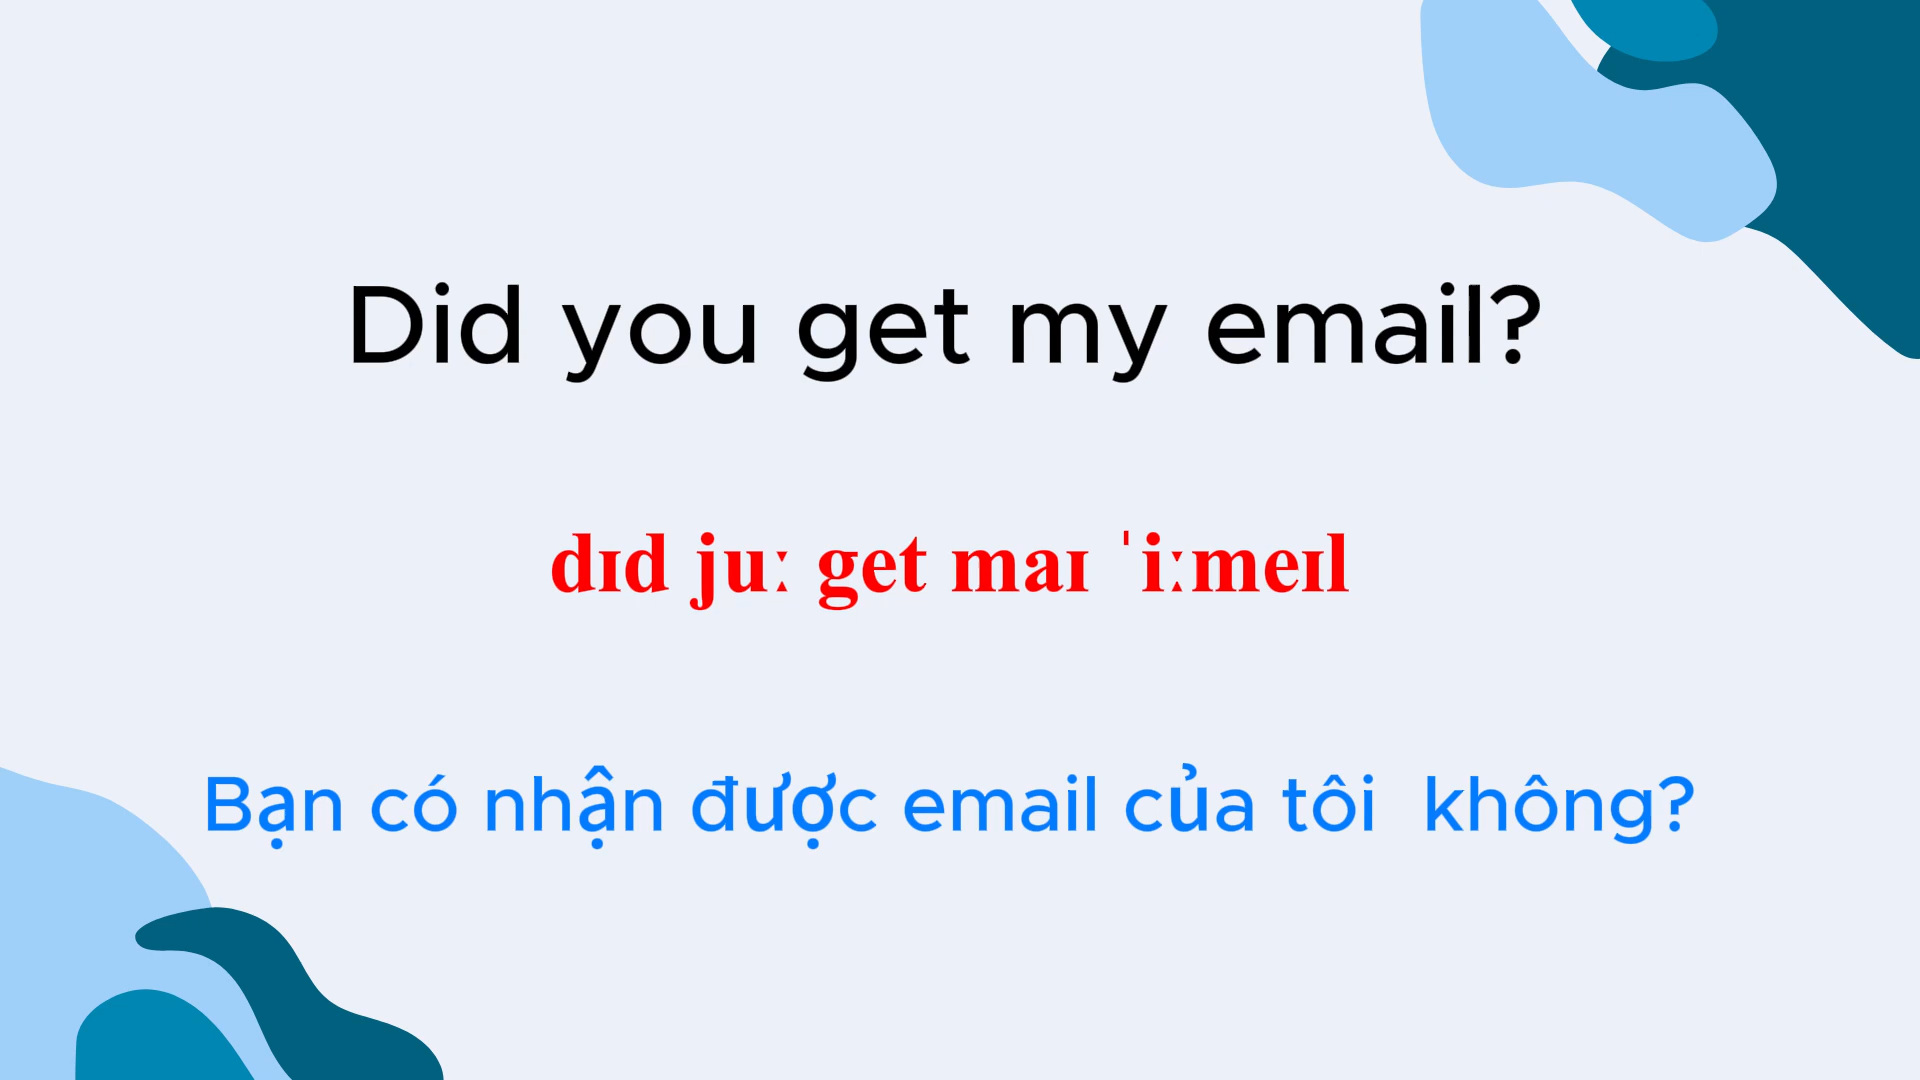 Did you get my email?
dɪd juː get maɪ ˈiːmeɪl
Bạn có nhận được email của tôi  không?